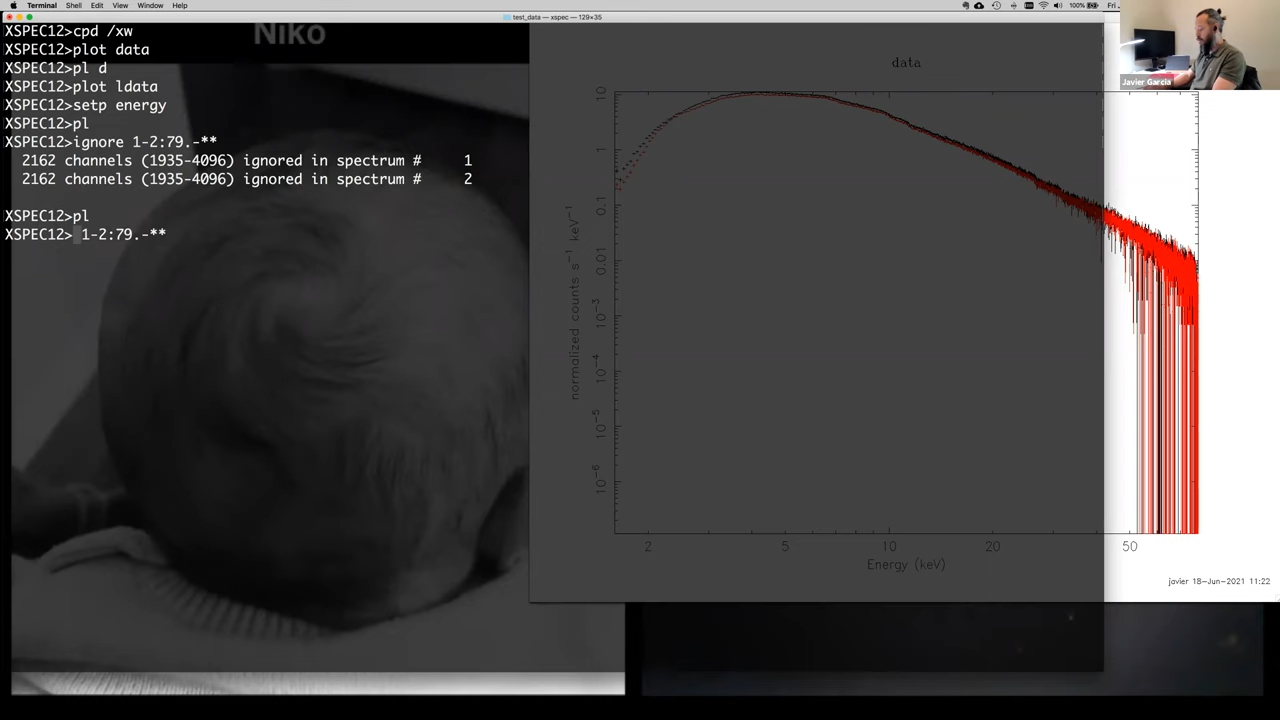 Terminal Shell Edit View Window Help
100% Fri
test_data — xspec — 129×35
XSPEC12>cpd /xw
XSPEC12>plot data
XSPEC12>pl d
XSPEC12>plot ldata
XSPEC12>setp energy
XSPEC12>pl
XSPEC12>ignore 1-2:79.-**
2162 channels (1935-4096) ignored in spectrum # 1
2162 channels (1935-4096) ignored in spectrum # 2
XSPEC12>pl
XSPEC12> 1-2:79.-**
Niko
data
normalized counts s⁻¹ keV⁻¹
10
1
0.1
0.01
10⁻³
10⁻⁴
10⁻⁵
10⁻⁶
2 5 10 20 50
Energy (keV)
javier 18-Jun-2021 11:22
Javier Garcia